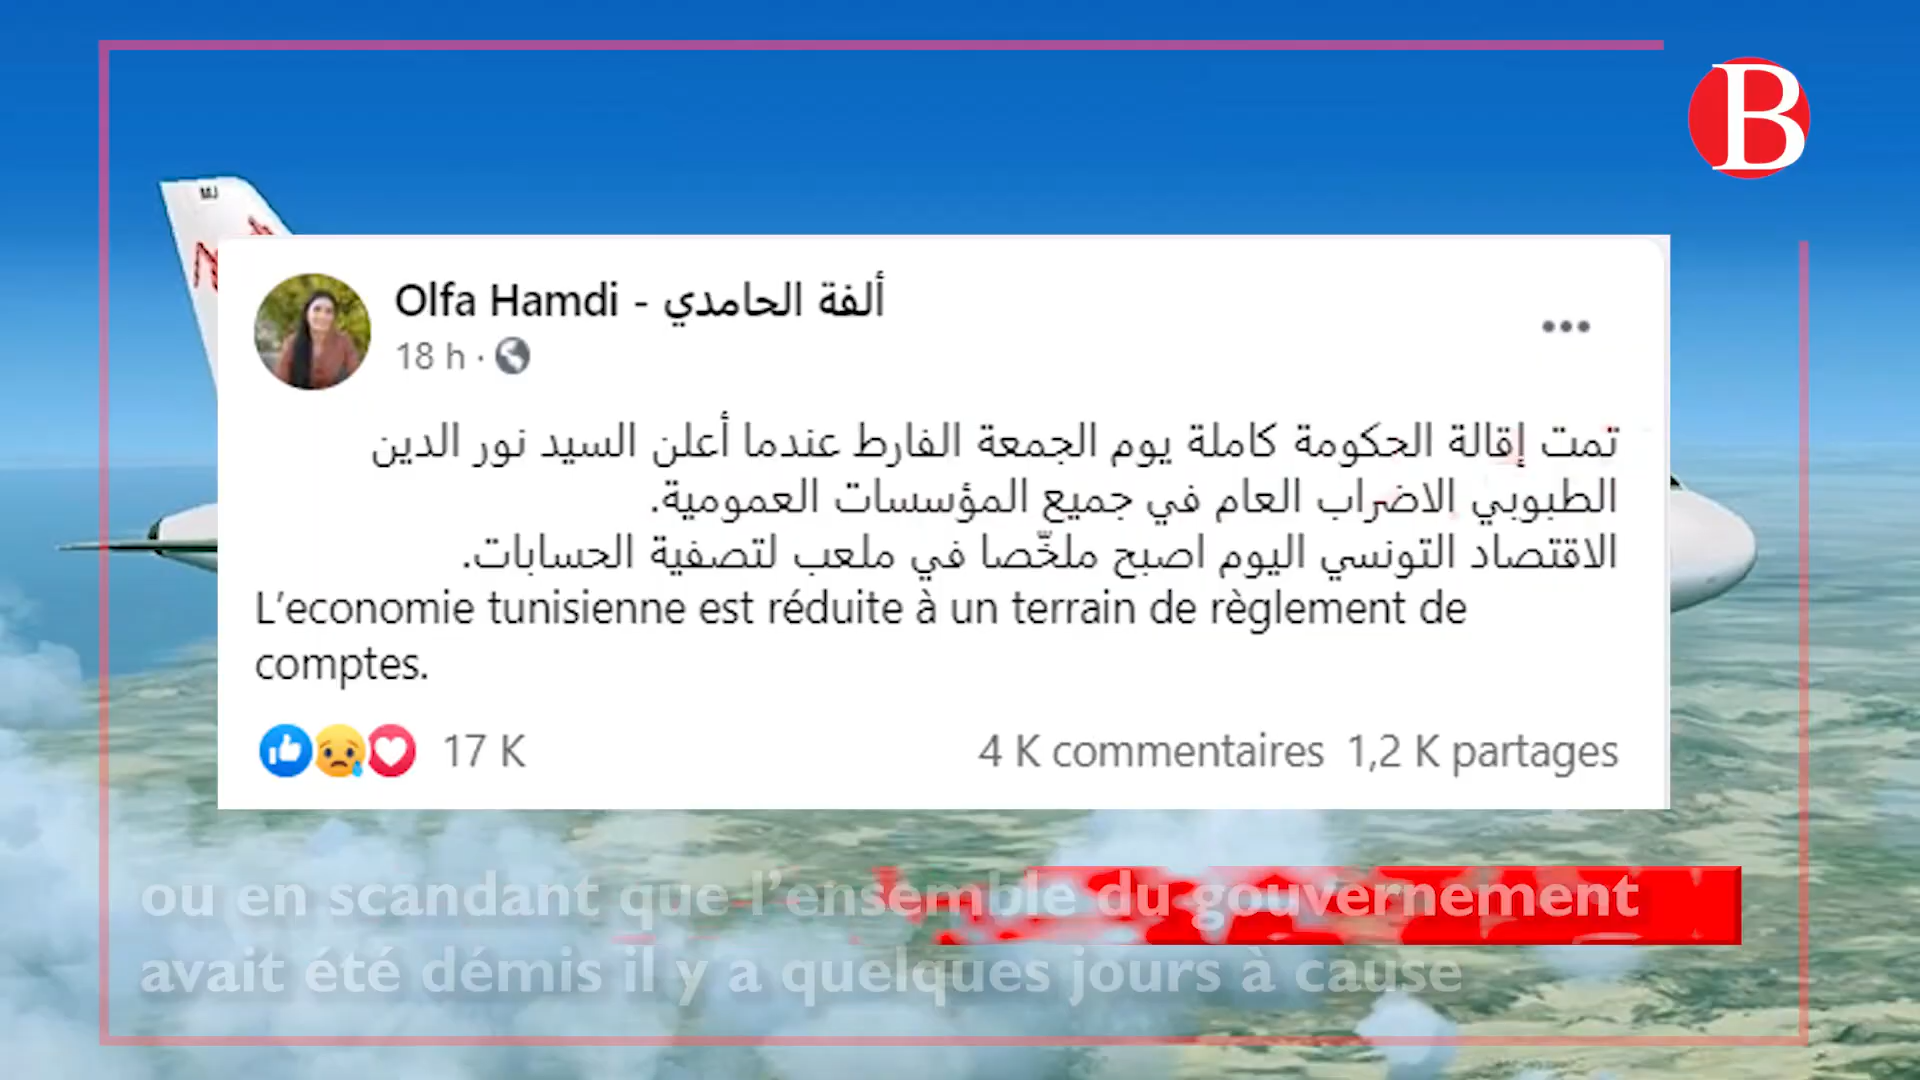 B
MJ
Olfa Hamdi - ألفة الحامدي
18 h ·
تمت إقالة الحكومة كاملة يوم الجمعة الفارط عندما أعلن السيد نور الدين
الطبوبي الاضراب العام في جميع المؤسسات العمومية.
الاقتصاد التونسي اليوم اصبح ملخّصا في ملعب لتصفية الحسابات.
L’economie tunisienne est réduite à un terrain de règlement de
comptes.
17 K 4 K commentaires 1,2 K partages
ou en scandant que l’ensemble du gouvernement
avait été démis il y a quelques jours à cause